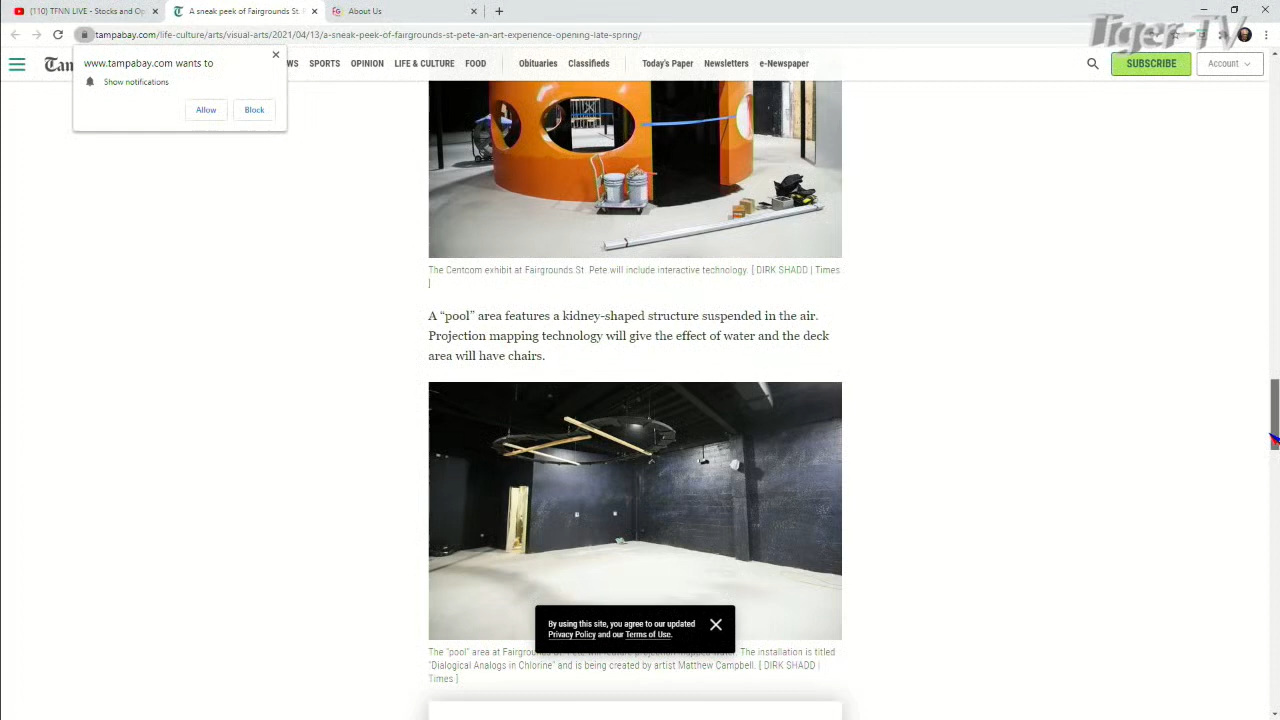 (110) TFNN LIVE - Stocks and Op
A sneak peek of Fairgrounds St.
About Us
Tiger TV
tampabay.com/life-culture/arts/visual-arts/2021/04/13/a-sneak-peek-of-fairgrounds-st-pete-an-art-experience-opening-late-spring/
www.tampabay.com wants to
Show notifications
Allow Block
Tam WS SPORTS OPINION LIFE & CULTURE FOOD Obituaries Classifieds Today's Paper Newsletters e-Newspaper SUBSCRIBE Account
The Centcom exhibit at Fairgrounds St. Pete will include interactive technology. [ DIRK SHADD | Times
]
A “pool” area features a kidney-shaped structure suspended in the air.
Projection mapping technology will give the effect of water and the deck
area will have chairs.
By using this site, you agree to our updated
Privacy Policy and our Terms of Use.
The "pool" area at Fairgrounds St. Pete will feature projection-mapped water. The installation is titled
"Dialogical Analogs in Chlorine" and is being created by artist Matthew Campbell. [ DIRK SHADD |
Times ]